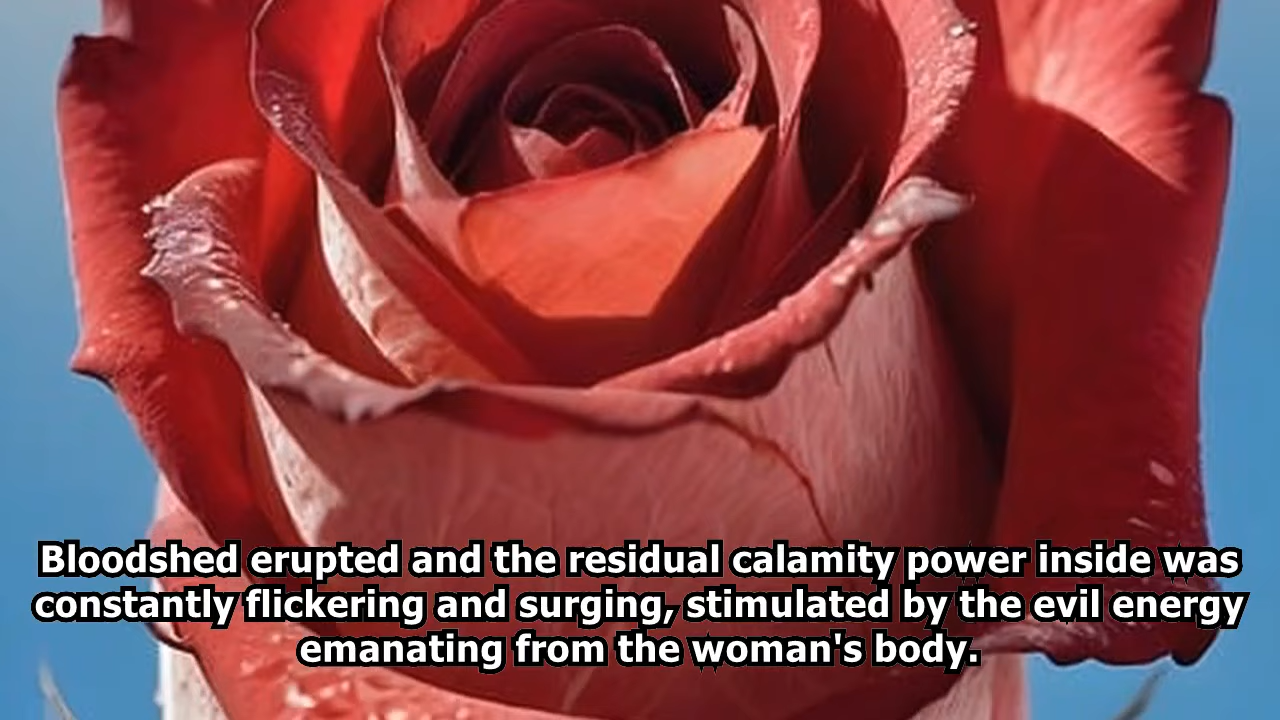 Bloodshed erupted and the residual calamity power inside was
constantly flickering and surging, stimulated by the evil energy
emanating from the woman's body.